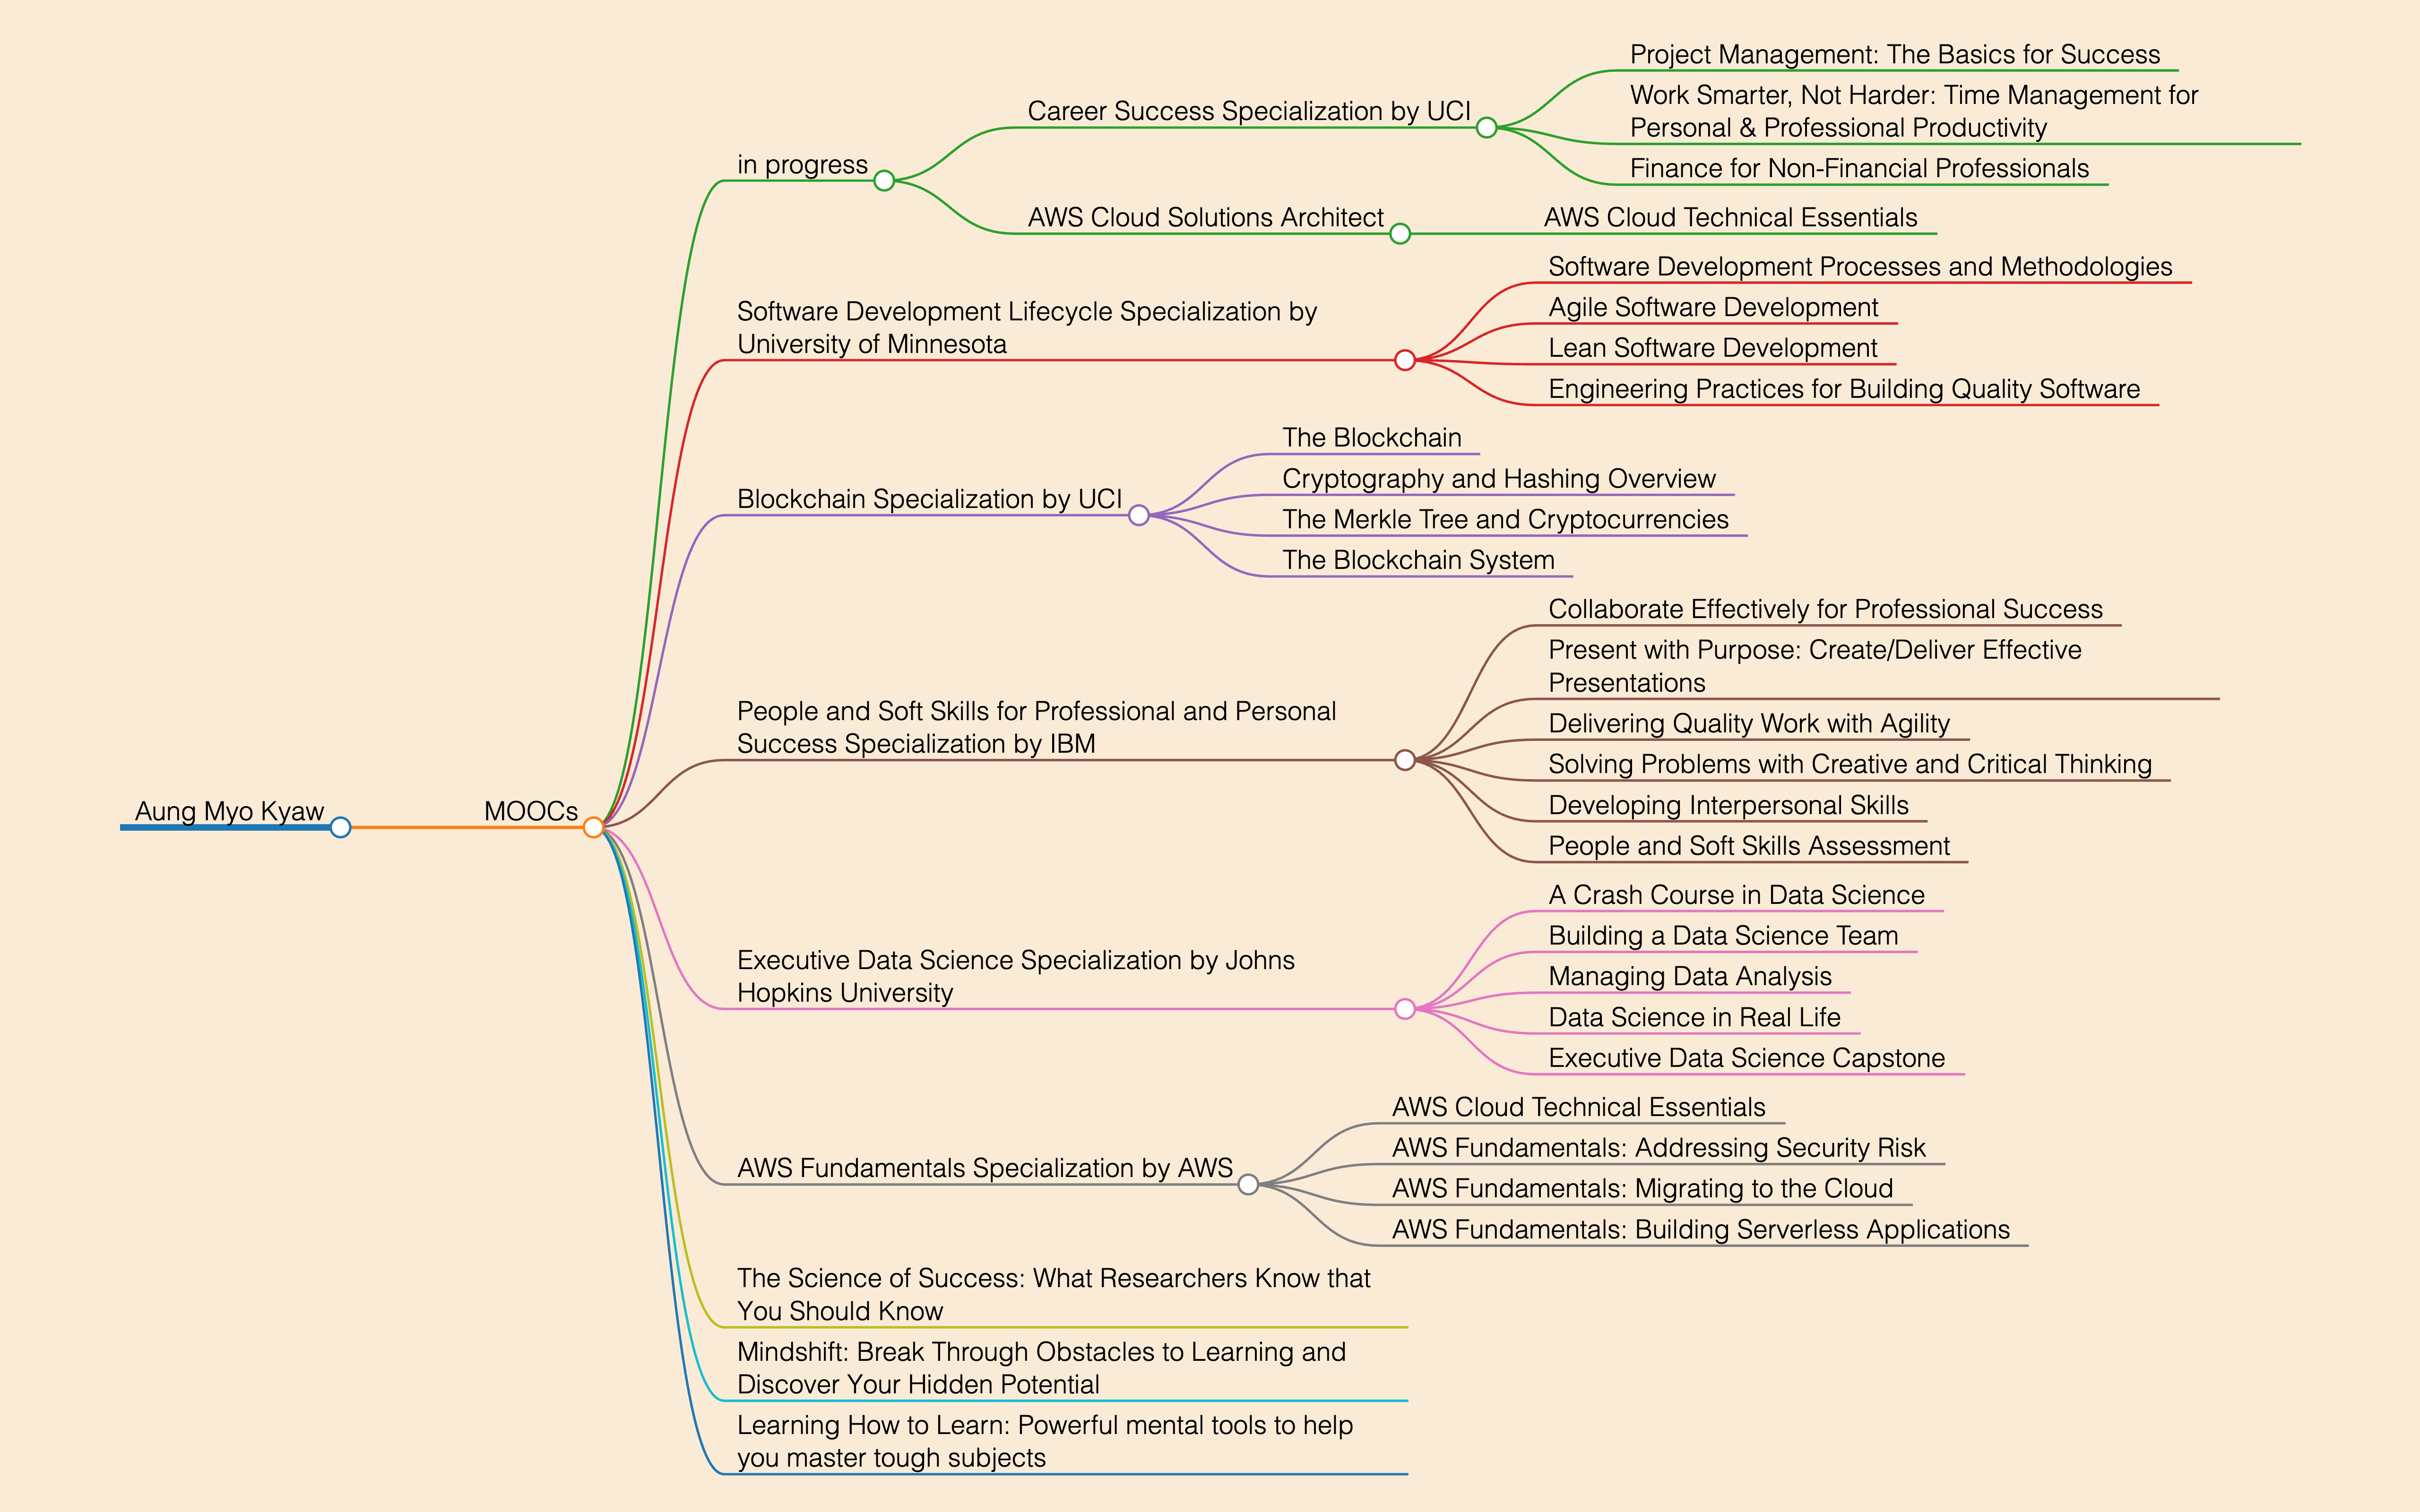 Aung Myo Kyaw
MOOCs
in progress
Career Success Specialization by UCI
Project Management: The Basics for Success
Work Smarter, Not Harder: Time Management for
Personal & Professional Productivity
Finance for Non-Financial Professionals
AWS Cloud Solutions Architect
AWS Cloud Technical Essentials
Software Development Lifecycle Specialization by
University of Minnesota
Software Development Processes and Methodologies
Agile Software Development
Lean Software Development
Engineering Practices for Building Quality Software
Blockchain Specialization by UCI
The Blockchain
Cryptography and Hashing Overview
The Merkle Tree and Cryptocurrencies
The Blockchain System
People and Soft Skills for Professional and Personal
Success Specialization by IBM
Collaborate Effectively for Professional Success
Present with Purpose: Create/Deliver Effective
Presentations
Delivering Quality Work with Agility
Solving Problems with Creative and Critical Thinking
Developing Interpersonal Skills
People and Soft Skills Assessment
Executive Data Science Specialization by Johns
Hopkins University
A Crash Course in Data Science
Building a Data Science Team
Managing Data Analysis
Data Science in Real Life
Executive Data Science Capstone
AWS Fundamentals Specialization by AWS
AWS Cloud Technical Essentials
AWS Fundamentals: Addressing Security Risk
AWS Fundamentals: Migrating to the Cloud
AWS Fundamentals: Building Serverless Applications
The Science of Success: What Researchers Know that
You Should Know
Mindshift: Break Through Obstacles to Learning and
Discover Your Hidden Potential
Learning How to Learn: Powerful mental tools to help
you master tough subjects